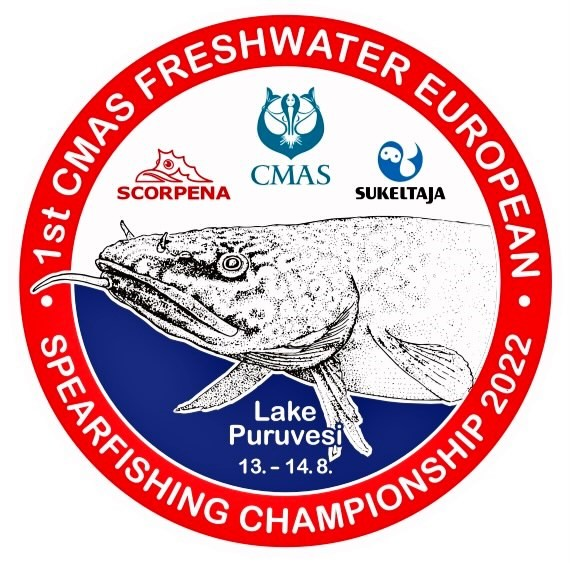 • 1st CMAS FRESHWATER EUROPEAN •
SPEARFISHING CHAMPIONSHIP 2022
CMAS
SCORPENA
SUKELTAJA
Lake
Puruvesi
13. – 14.8.